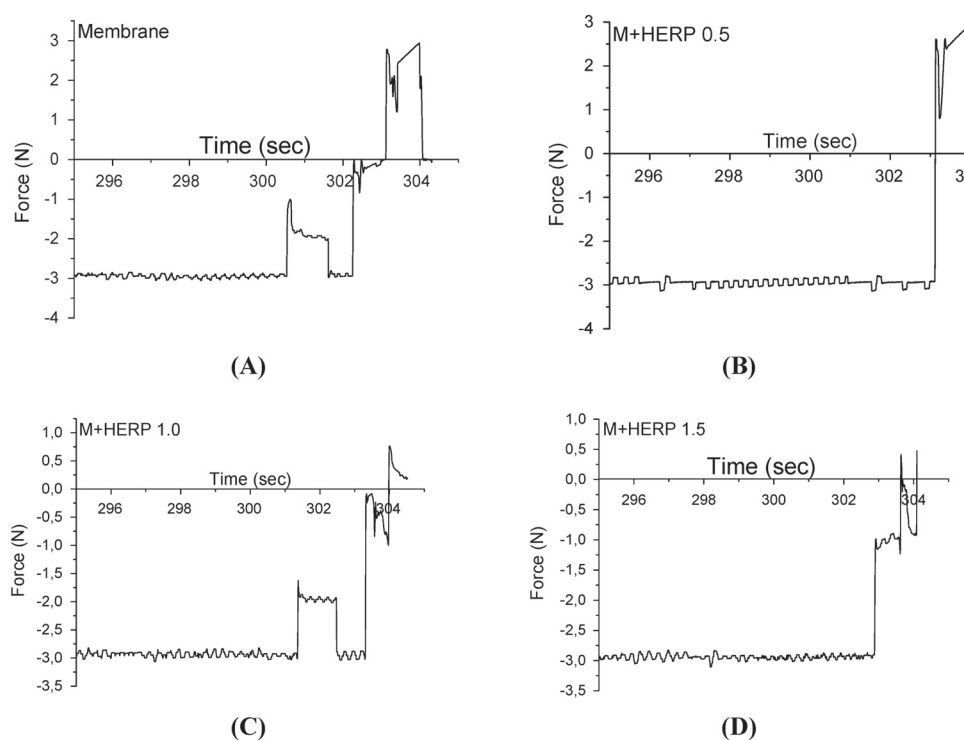 Membrane
3
2
1
0
-1
-2
-3
-4
Force (N)
Time (sec)
296 298 300 302 304
(A)
M+HERP 0.5
3
2
1
0
-1
-2
-3
-4
Force (N)
Time (sec)
296 298 300 302 3
(B)
M+HERP 1.0
1,0
0,5
0,0
-0,5
-1,0
-1,5
-2,0
-2,5
-3,0
-3,5
Force (N)
Time (sec)
296 298 300 302 304
(C)
M+HERP 1.5
1,0
0,5
0,0
-0,5
-1,0
-1,5
-2,0
-2,5
-3,0
-3,5
Force (N)
Time (sec)
296 298 300 302 304
(D)